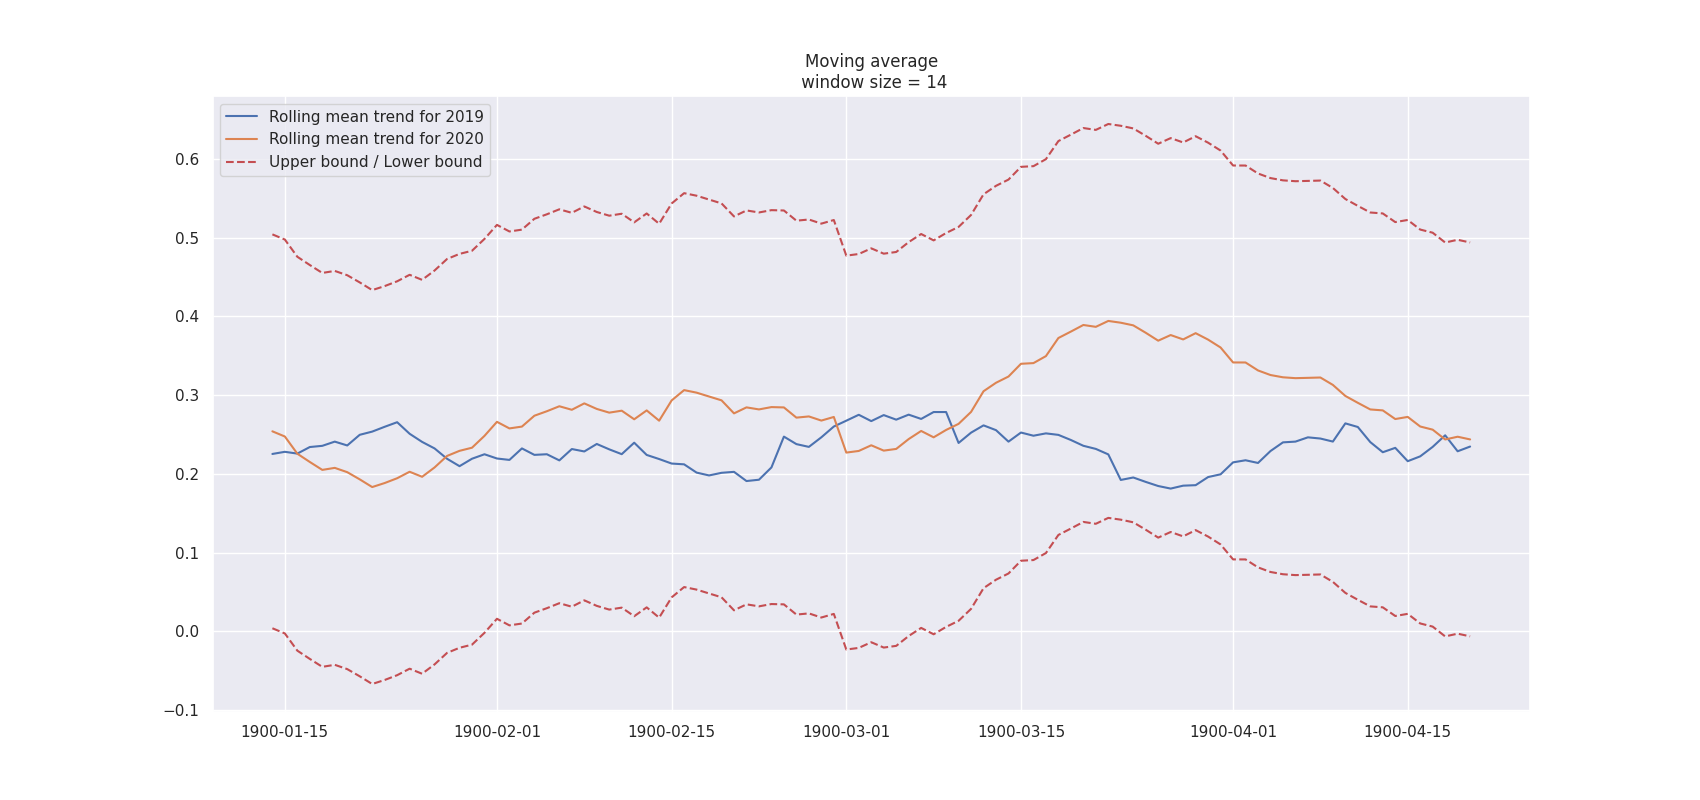 Moving average
window size = 14
Rolling mean trend for 2019
Rolling mean trend for 2020
Upper bound / Lower bound
0.6
0.5
0.4
0.3
0.2
0.1
0.0
−0.1
1900-01-15 1900-02-01 1900-02-15 1900-03-01 1900-03-15 1900-04-01 1900-04-15